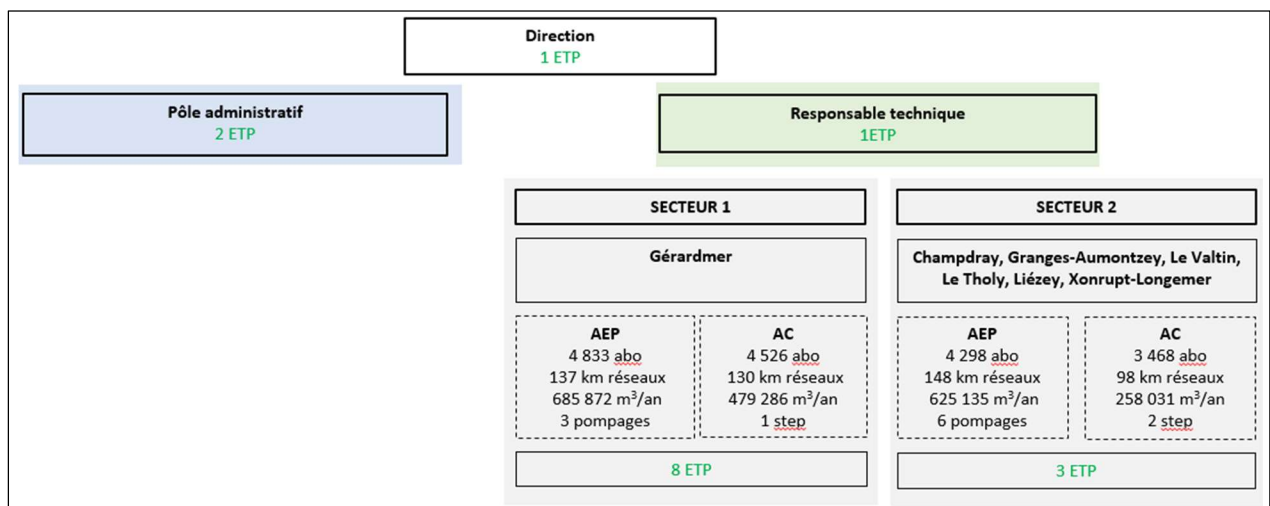 Direction
1 ETP
Pôle administratif
2 ETP
Responsable technique
1ETP
SECTEUR 1
Gérardmer
AEP
4 833 abo
137 km réseaux
685 872 m³/an
3 pompages
AC
4 526 abo
130 km réseaux
479 286 m³/an
1 step
8 ETP
SECTEUR 2
Champdray, Granges-Aumontzey, Le Valtin,
Le Tholy, Liézey, Xonrupt-Longemer
AEP
4 298 abo
148 km réseaux
625 135 m³/an
6 pompages
AC
3 468 abo
98 km réseaux
258 031 m³/an
2 step
3 ETP